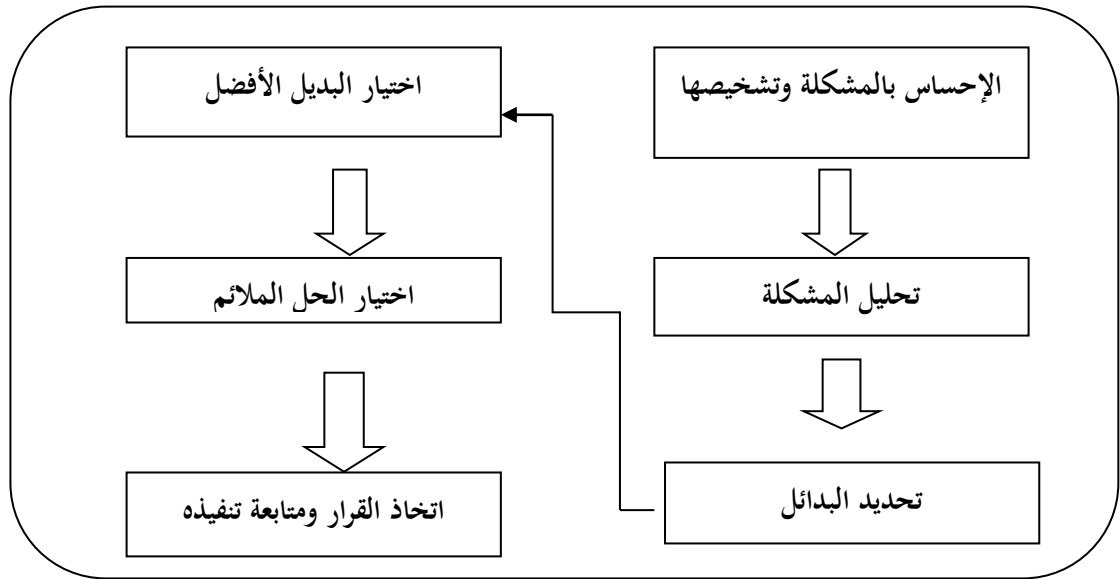 الإحساس بالمشكلة وتشخيصها
تحليل المشكلة
تحديد البدائل
اختيار البديل الأفضل
اختيار الحل الملائم
اتخاذ القرار ومتابعة تنفيذه